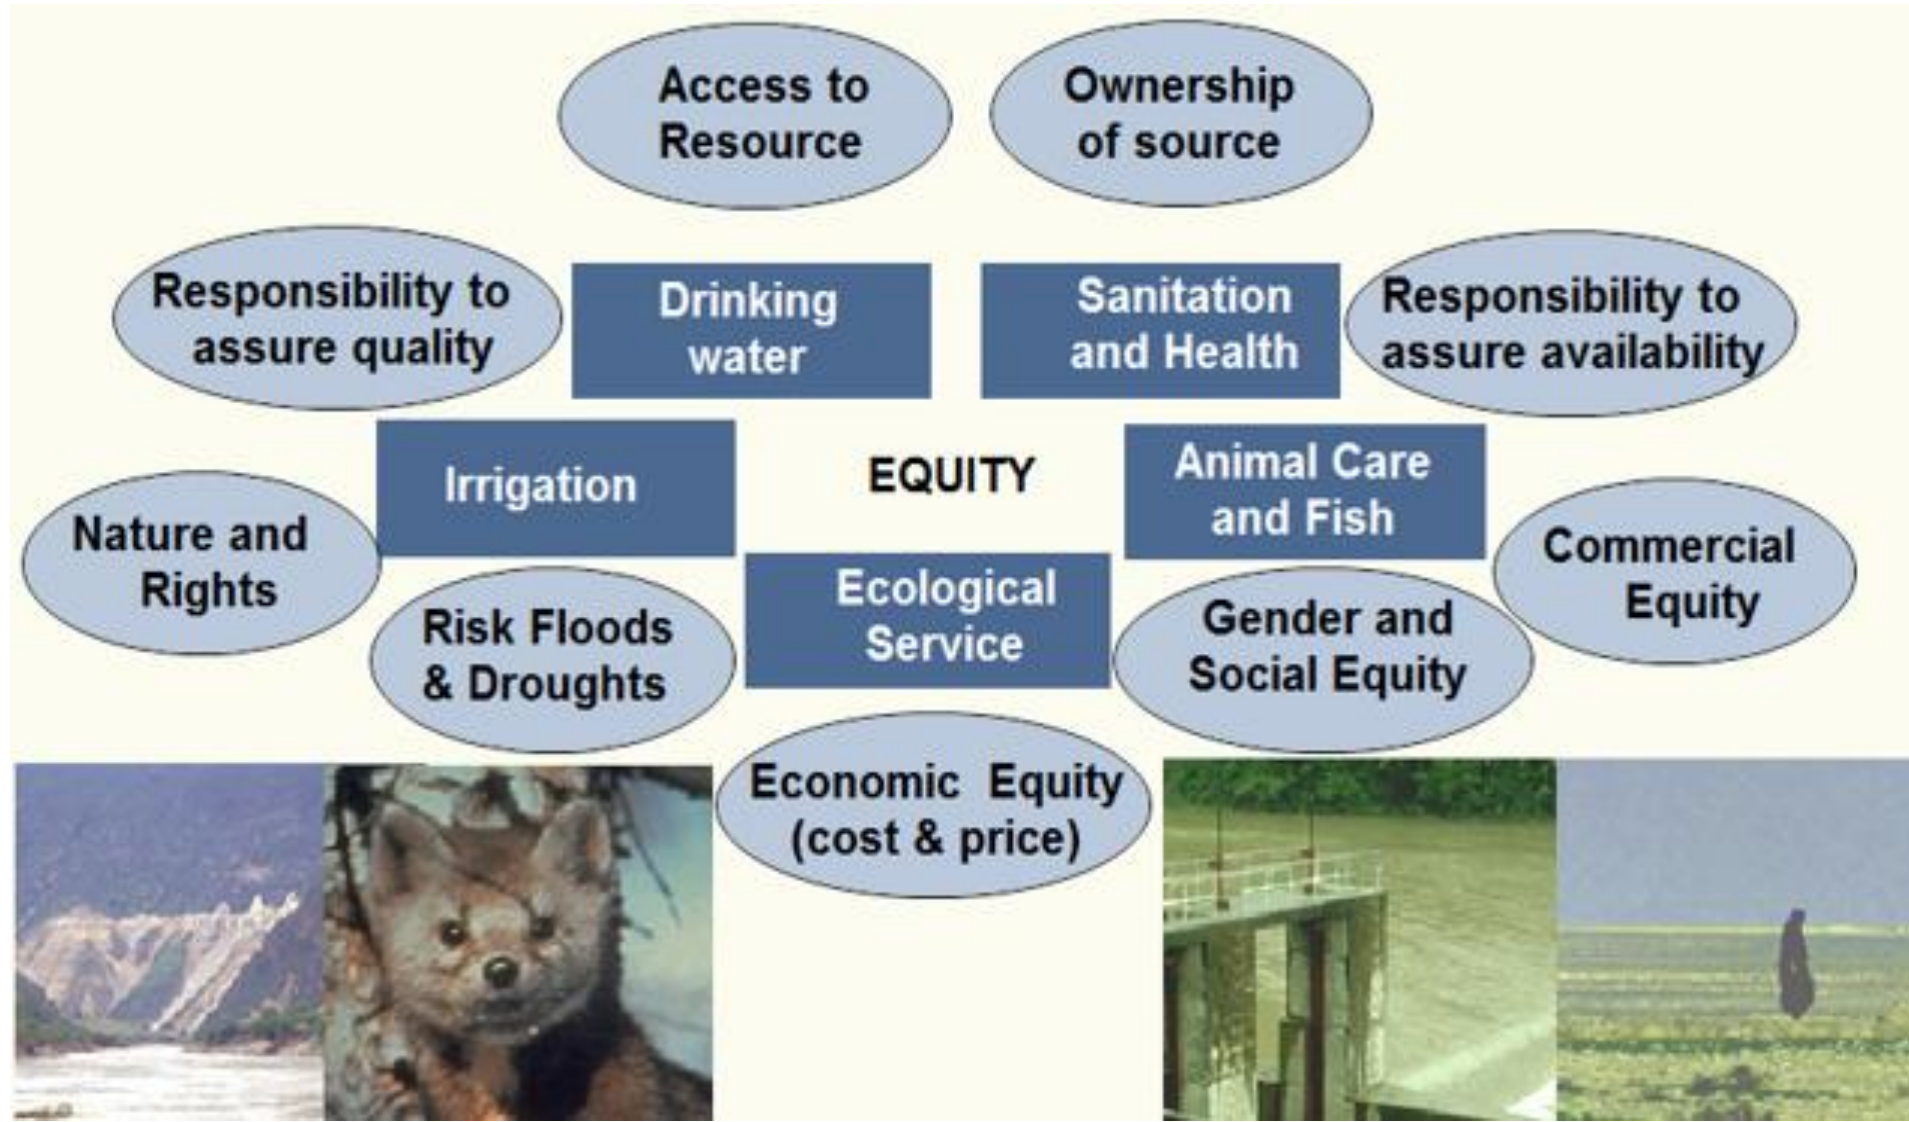 Access to
Resource
Ownership
of source
Responsibility to
assure quality
Drinking
water
Sanitation
and Health
Responsibility to
assure availability
Irrigation
EQUITY
Animal Care
and Fish
Nature and
Rights
Commercial
Equity
Risk Floods
& Droughts
Ecological
Service
Gender and
Social Equity
Economic Equity
(cost & price)